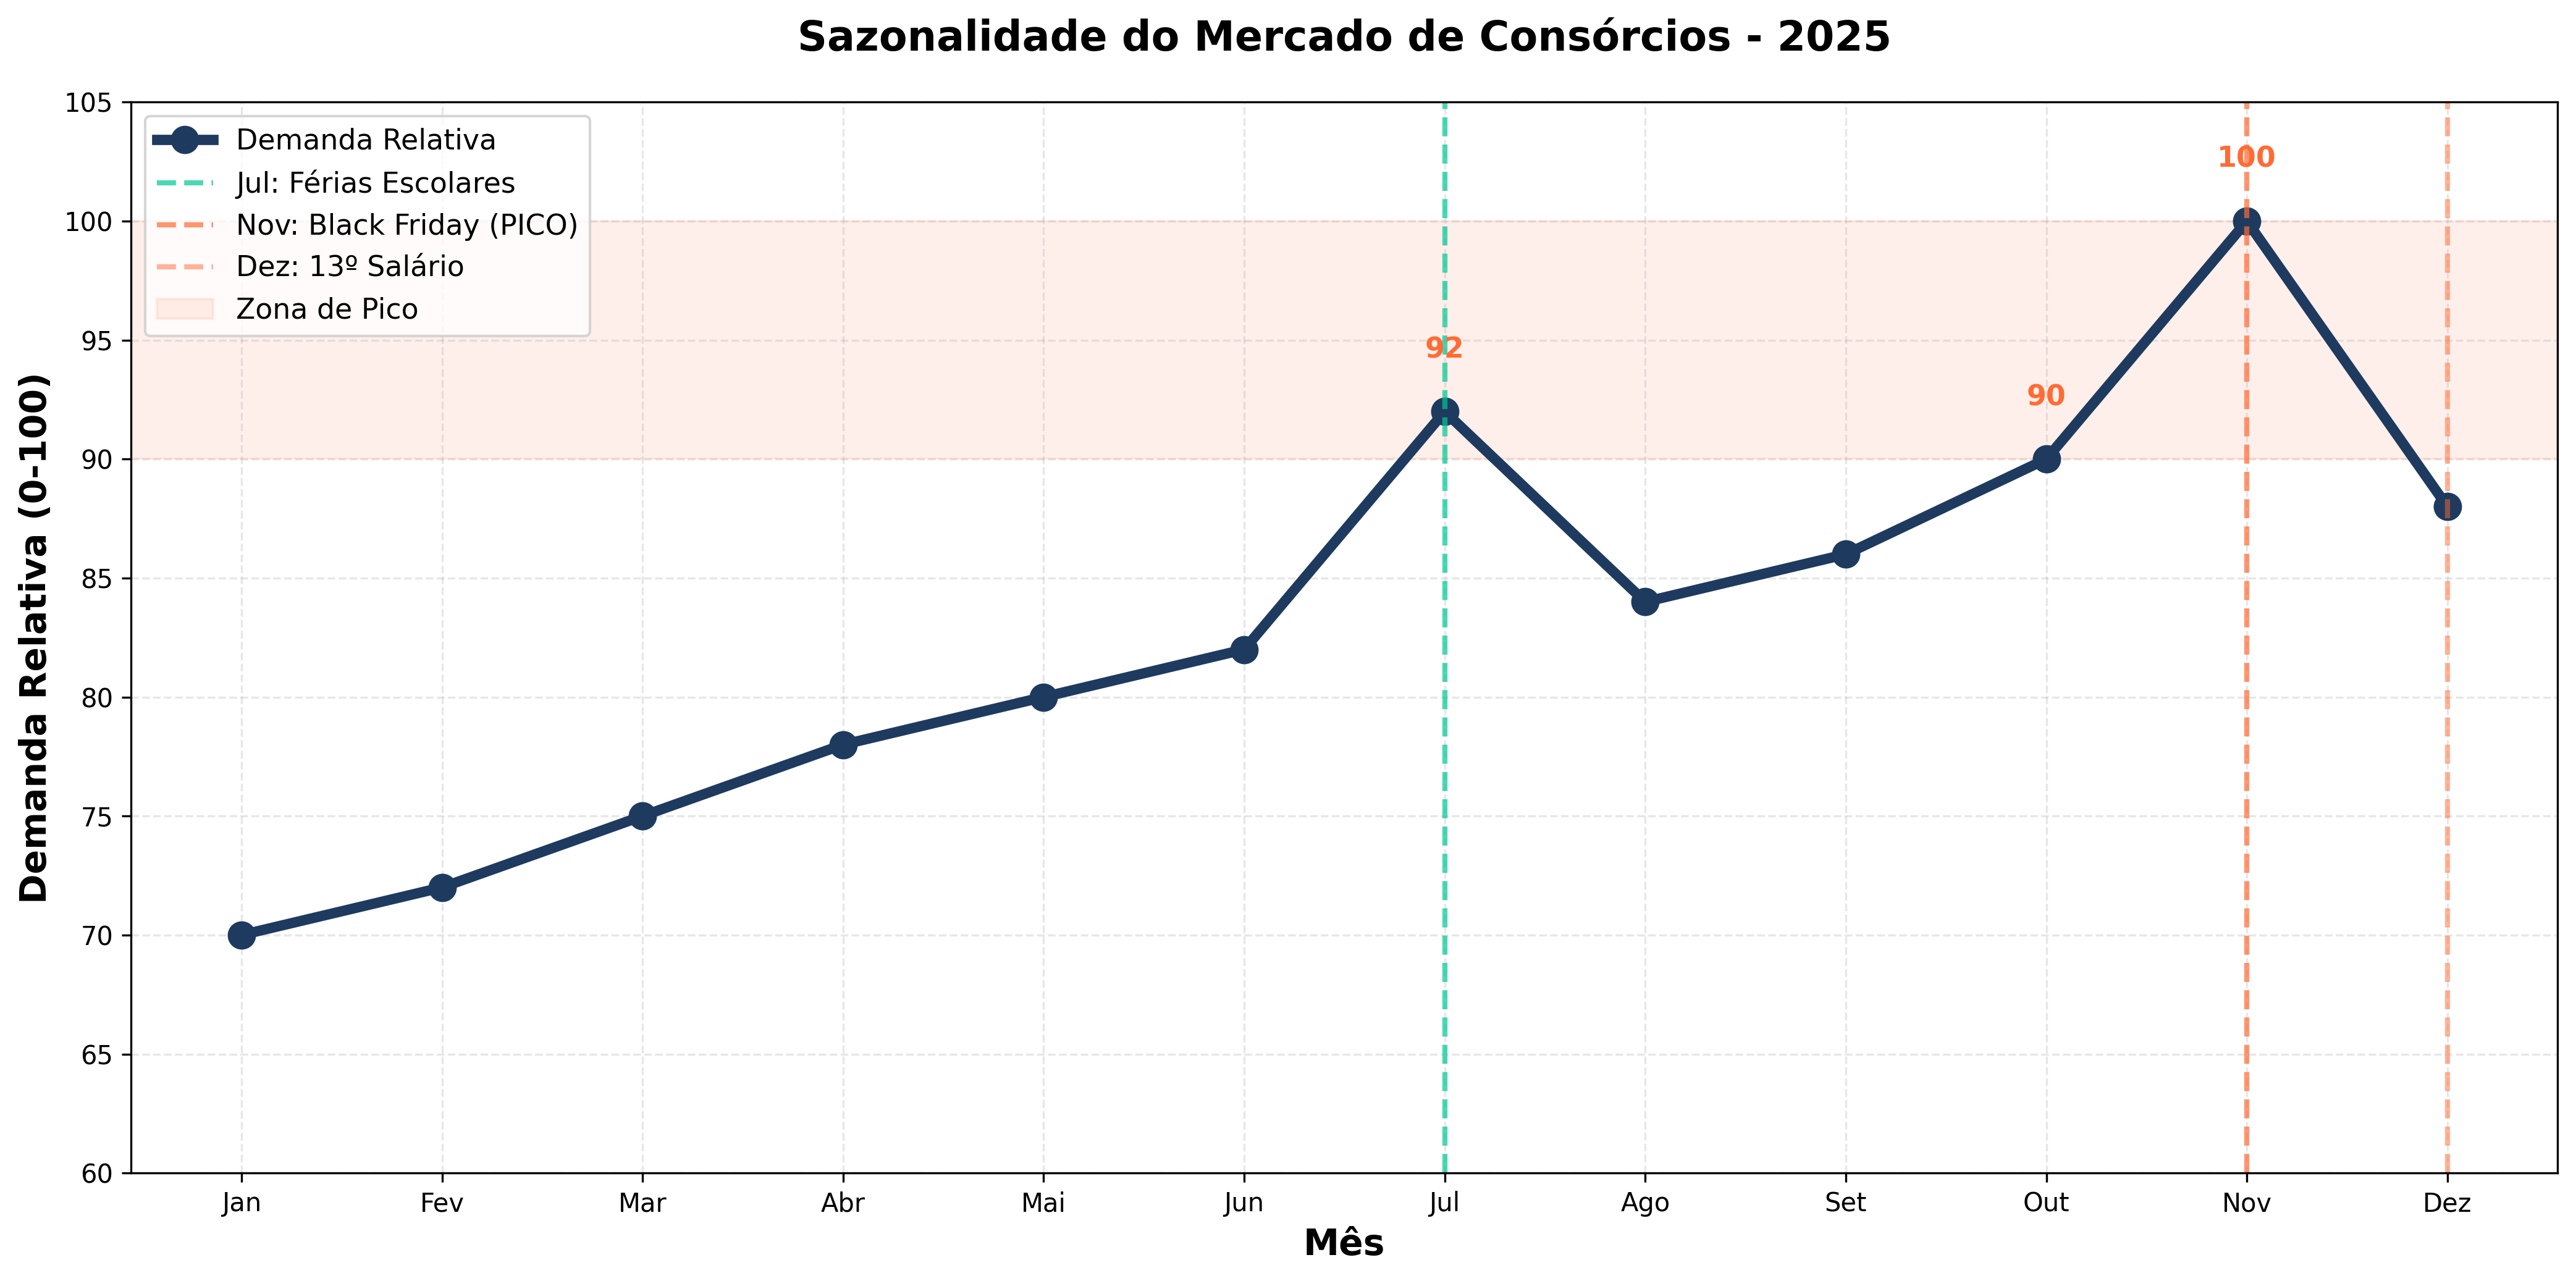 Sazonalidade do Mercado de Consórcios - 2025
Demanda Relativa (0-100)
105
100
95
90
85
80
75
70
65
60
Demanda Relativa
Jul: Férias Escolares
Nov: Black Friday (PICO)
Dez: 13º Salário
Zona de Pico
92
90
100
Jan
Fev
Mar
Abr
Mai
Jun
Jul
Ago
Set
Out
Nov
Dez
Mês